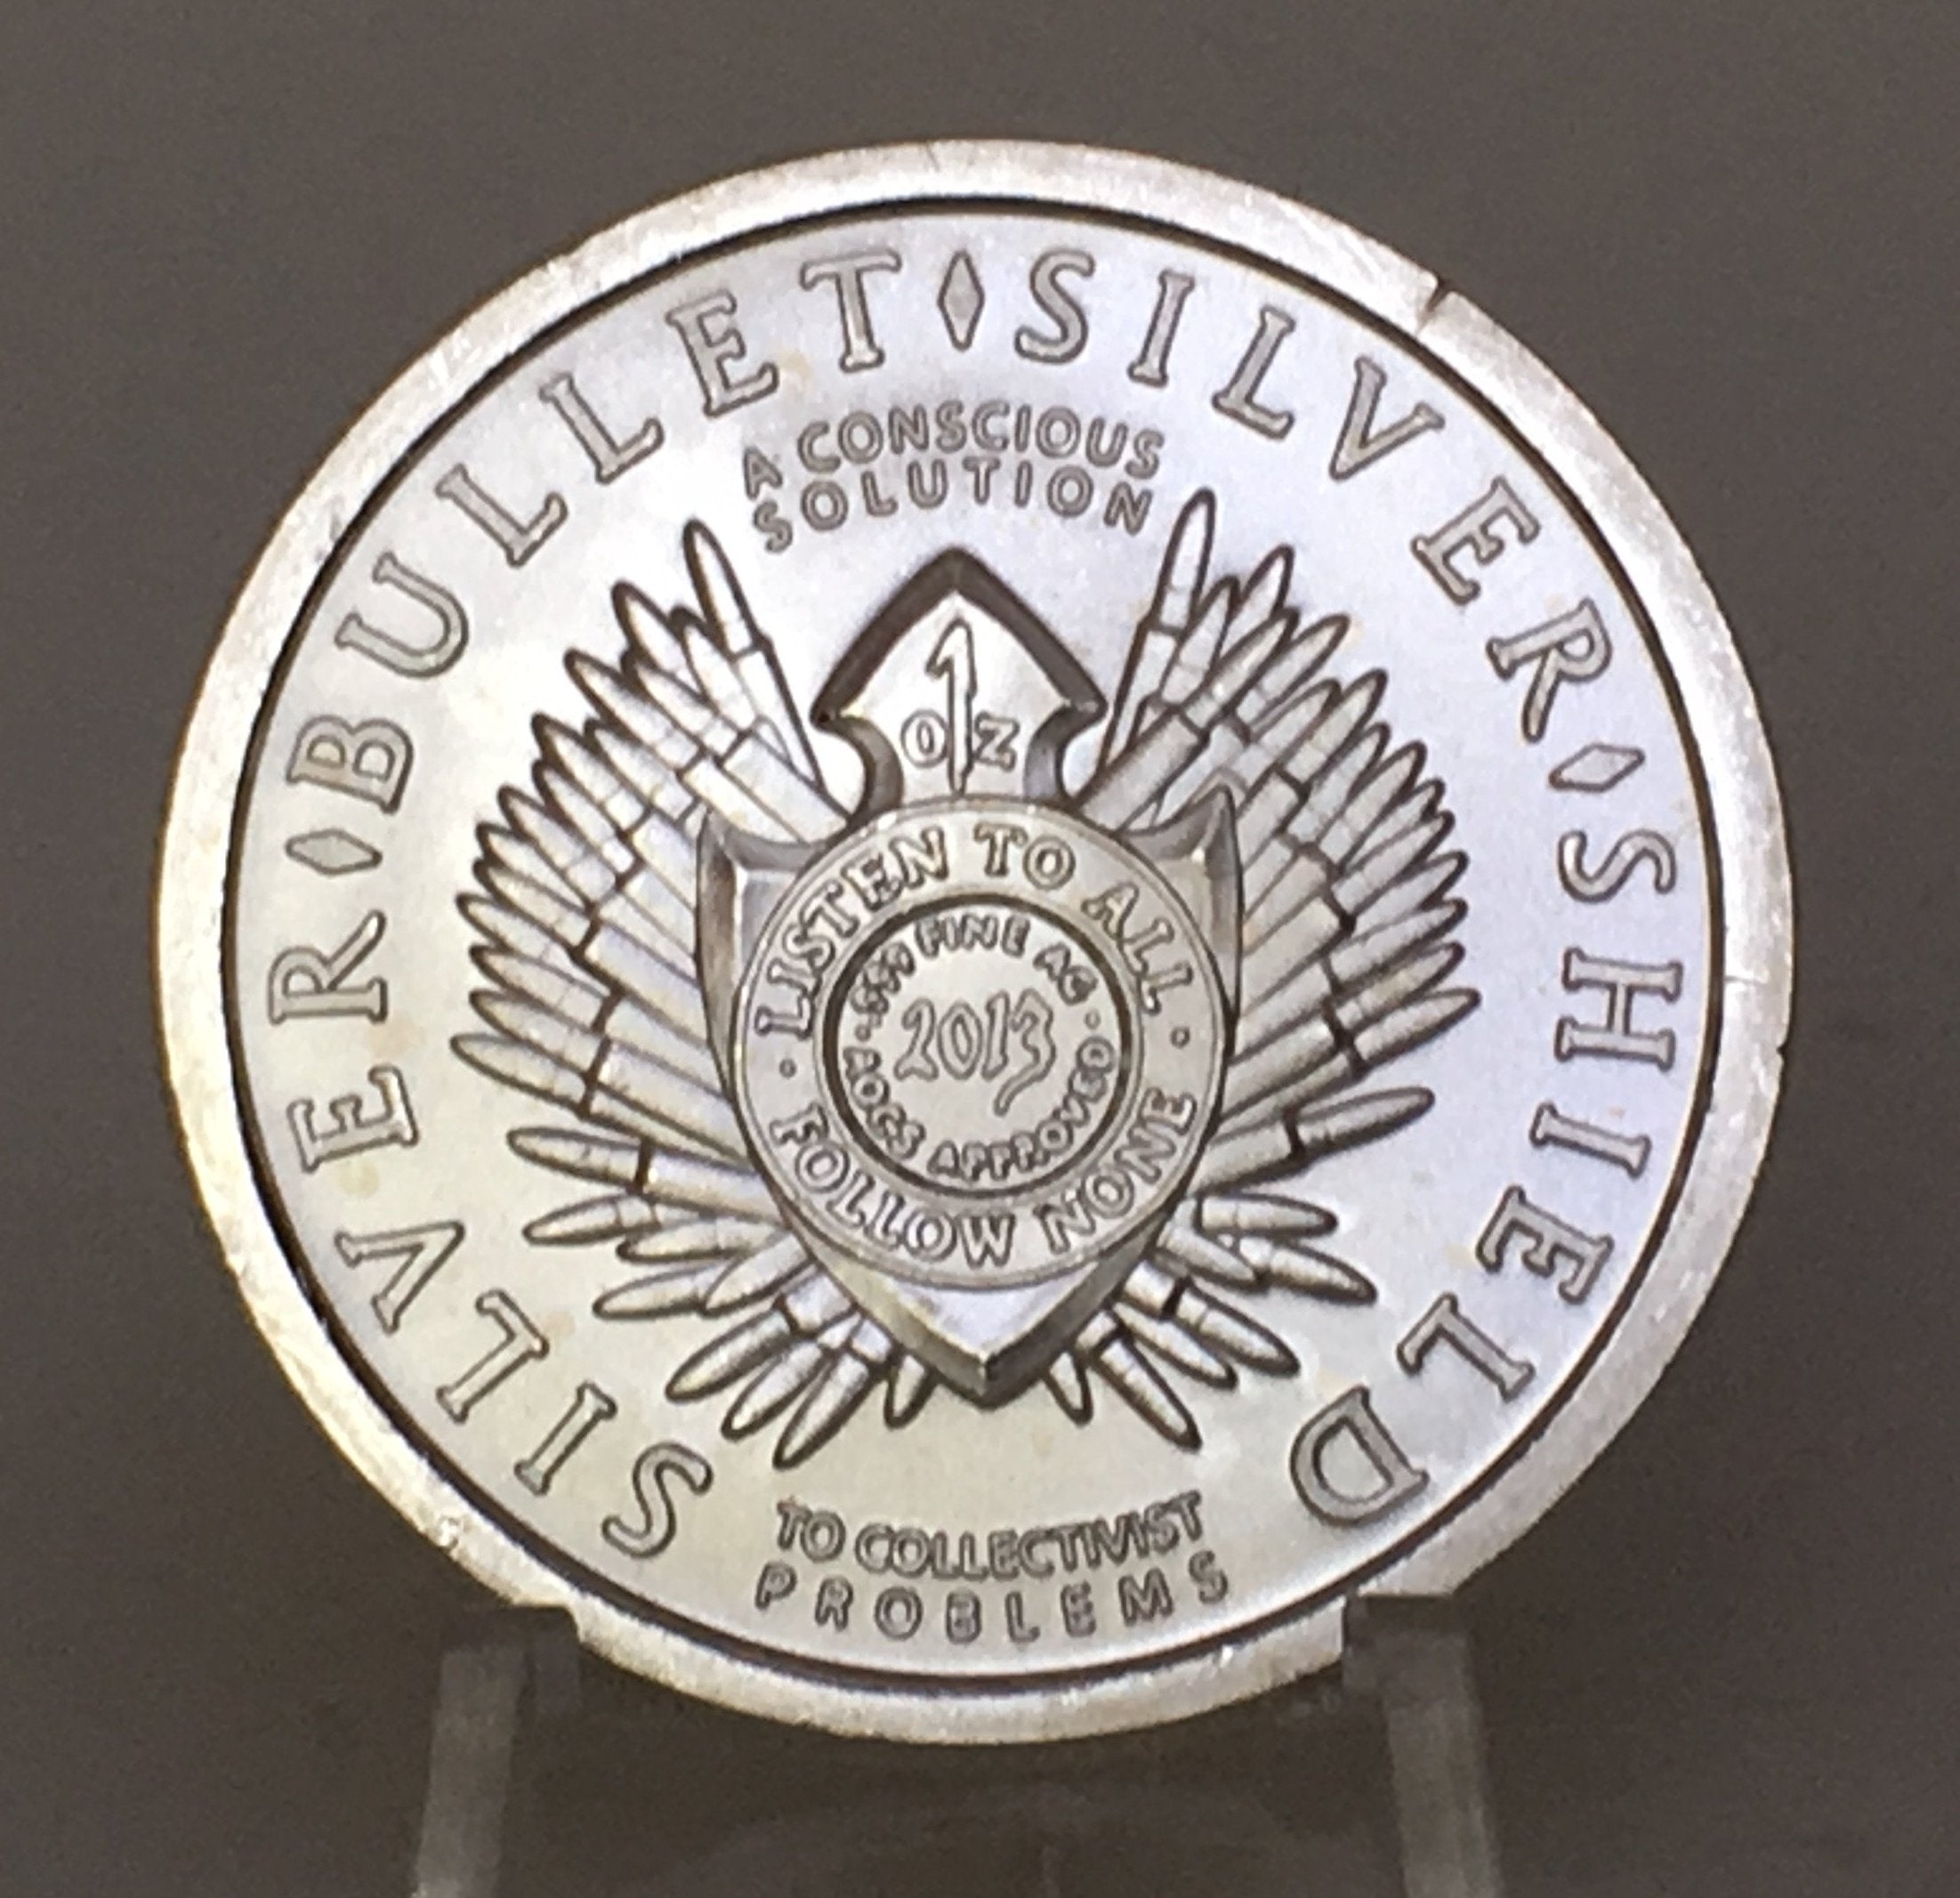 SILVER ◊ BULLET ◊ SILVER ◊ SHIELD
A CONSCIOUS
SOLUTION
1
OZ
· LISTEN TO ALL ·
.999 FINE AG
2013
· AOCS APPROVED ·
FOLLOW NONE
TO COLLECTIVIST
PROBLEMS